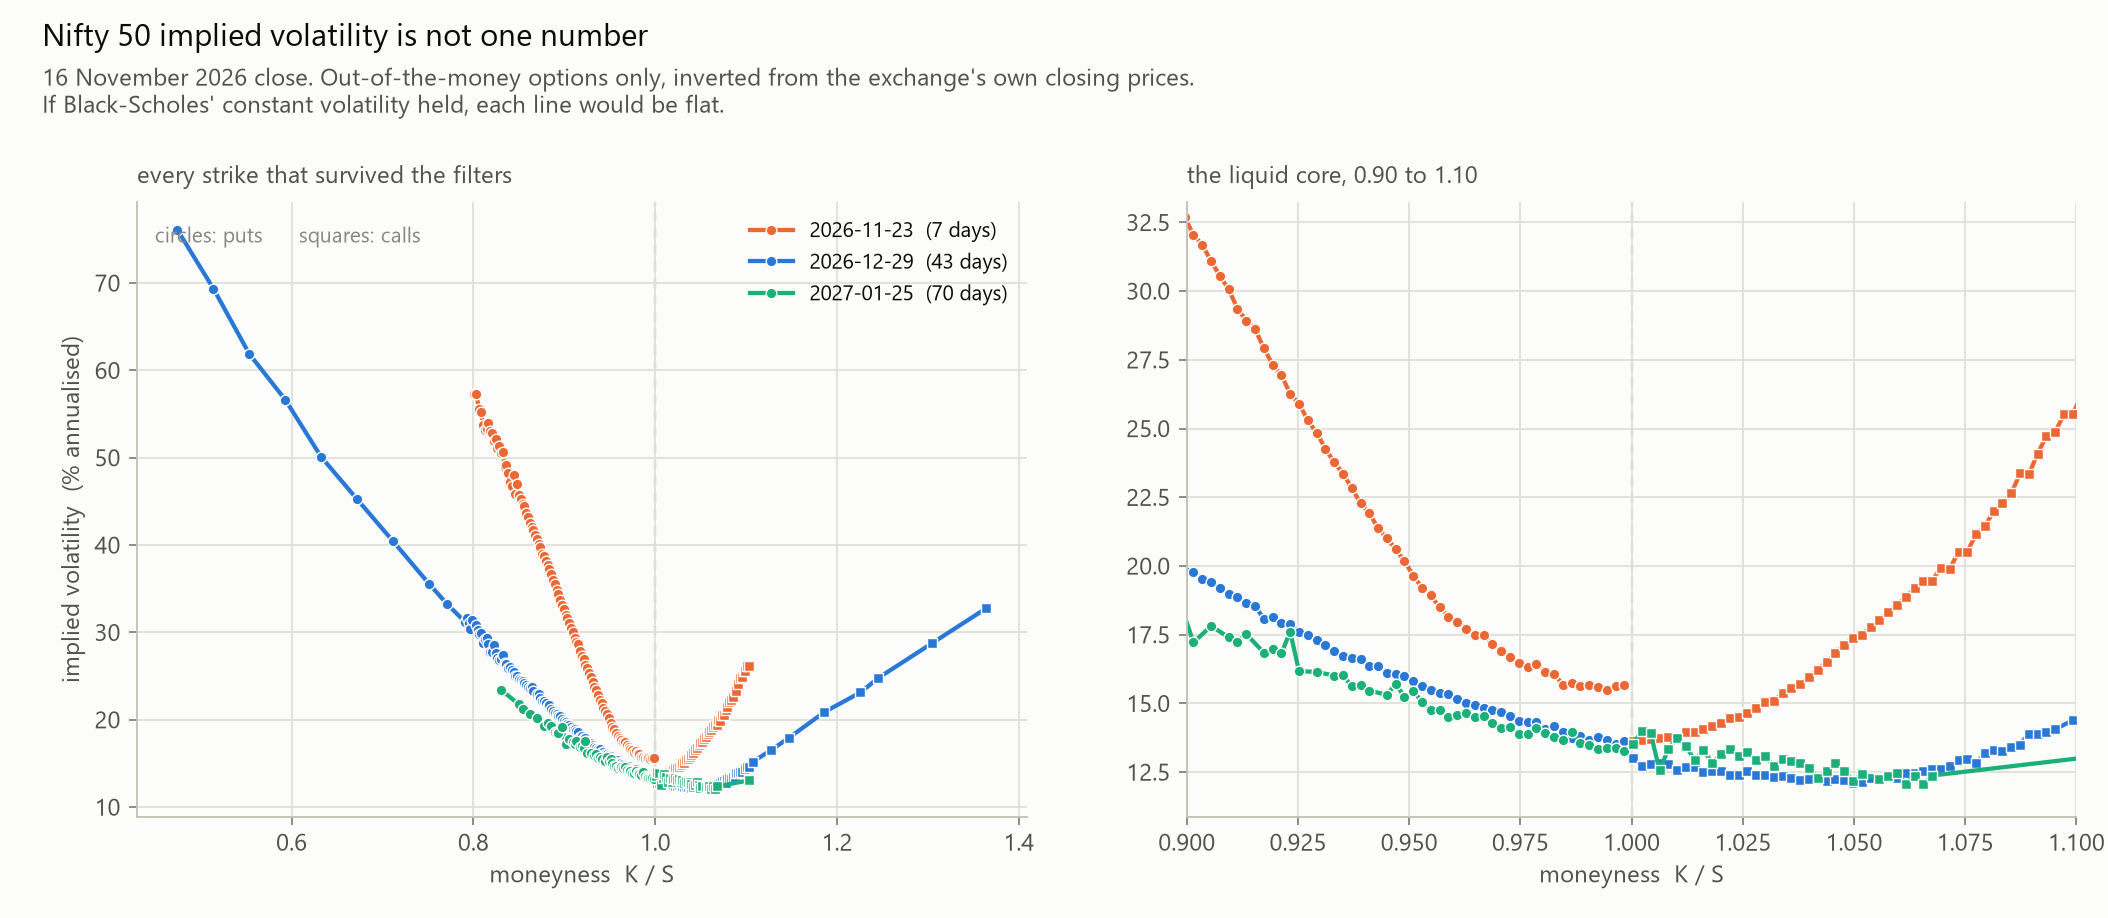 Nifty 50 implied volatility is not one number
16 November 2026 close. Out-of-the-money options only, inverted from the exchange's own closing prices.
If Black-Scholes' constant volatility held, each line would be flat.
every strike that survived the filters
circles: puts squares: calls
2026-11-23 (7 days)
2026-12-29 (43 days)
2027-01-25 (70 days)
implied volatility (% annualised)
70
60
50
40
30
20
10
0.6 0.8 1.0 1.2 1.4
moneyness K / S
the liquid core, 0.90 to 1.10
32.5
30.0
27.5
25.0
22.5
20.0
17.5
15.0
12.5
0.900 0.925 0.950 0.975 1.000 1.025 1.050 1.075 1.100
moneyness K / S